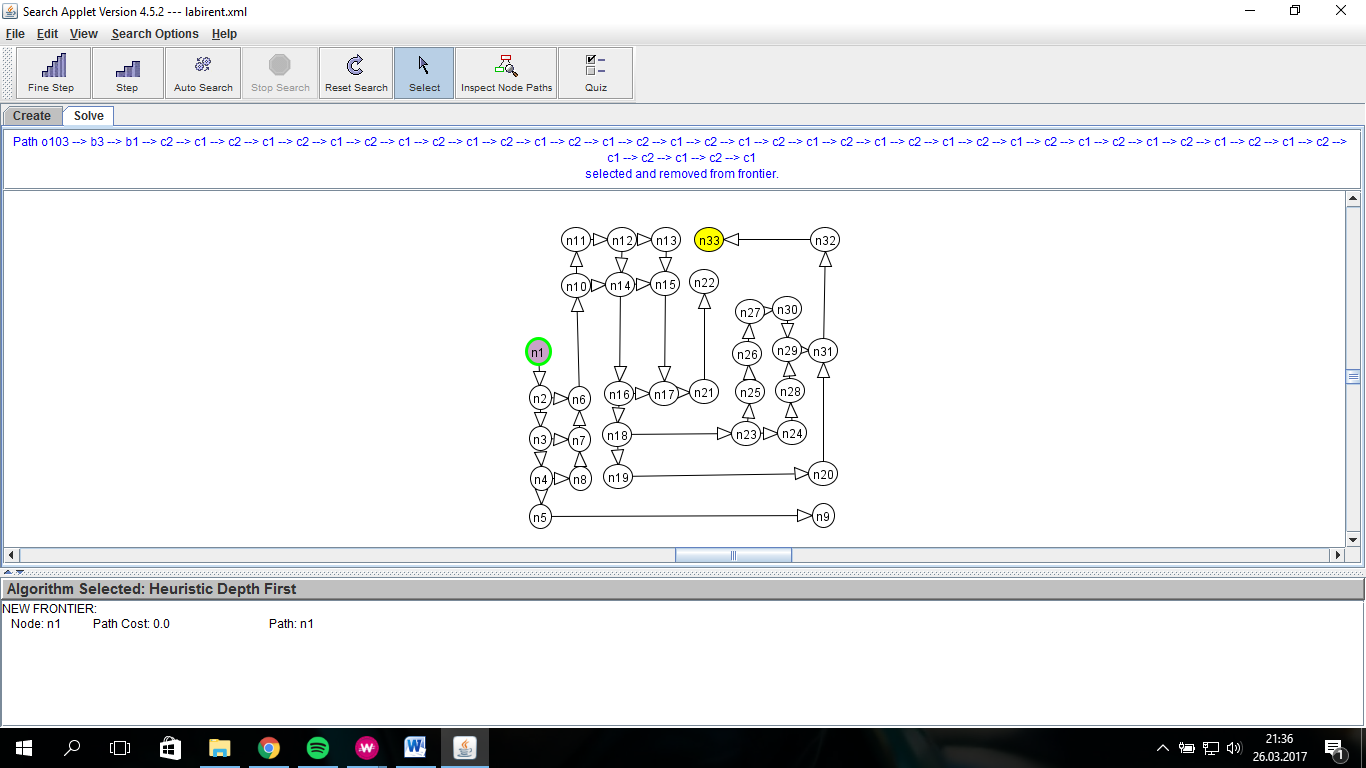 Search Applet Version 4.5.2 --- labirent.xml
File Edit View Search Options Help
Fine Step Step Auto Search Stop Search Reset Search Select Inspect Node Paths Quiz
Create Solve
Path o103 --> b3 --> b1 --> c2 --> c1 --> c2 --> c1 --> c2 --> c1 --> c2 --> c1 --> c2 --> c1 --> c2 --> c1 --> c2 --> c1 --> c2 --> c1 --> c2 --> c1 --> c2 --> c1 --> c2 --> c1 --> c2 --> c1 --> c2 --> c1 --> c2 --> c1 --> c2 --> c1 --> c2 --> c1 --> c2 --> c1 --> c2 -->
c1 --> c2 --> c1 --> c2 --> c1
selected and removed from frontier.
n11 n12 n13 n33 n32
n10 n14 n15 n22
n27 n30
n1 n26 n29 n31
n2 n6 n16 n17 n21 n25 n28
n3 n7 n18 n23 n24
n4 n8 n19 n20
n5 n9
Algorithm Selected: Heuristic Depth First
NEW FRONTIER:
Node: n1 Path Cost: 0.0 Path: n1
21:36
26.03.2017
1